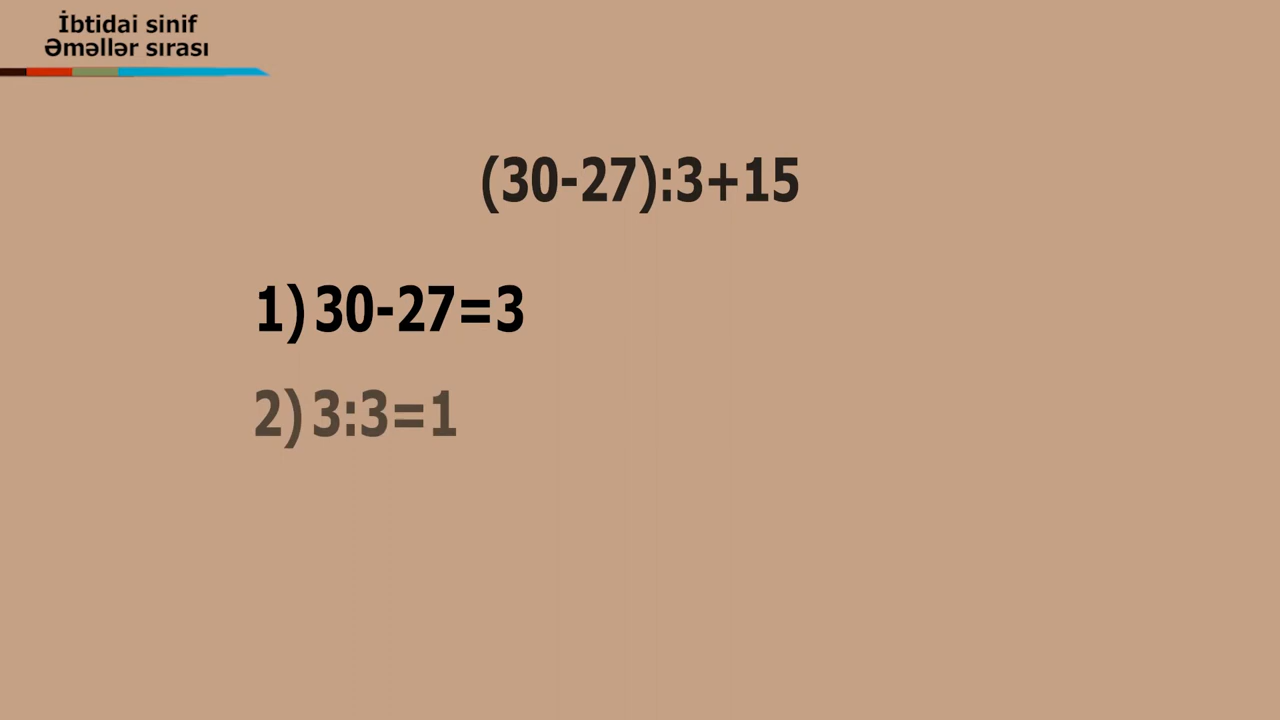 İbtidai sinif
Əməllər sırası
(30-27):3+15
1) 30-27=3
2) 3:3=1